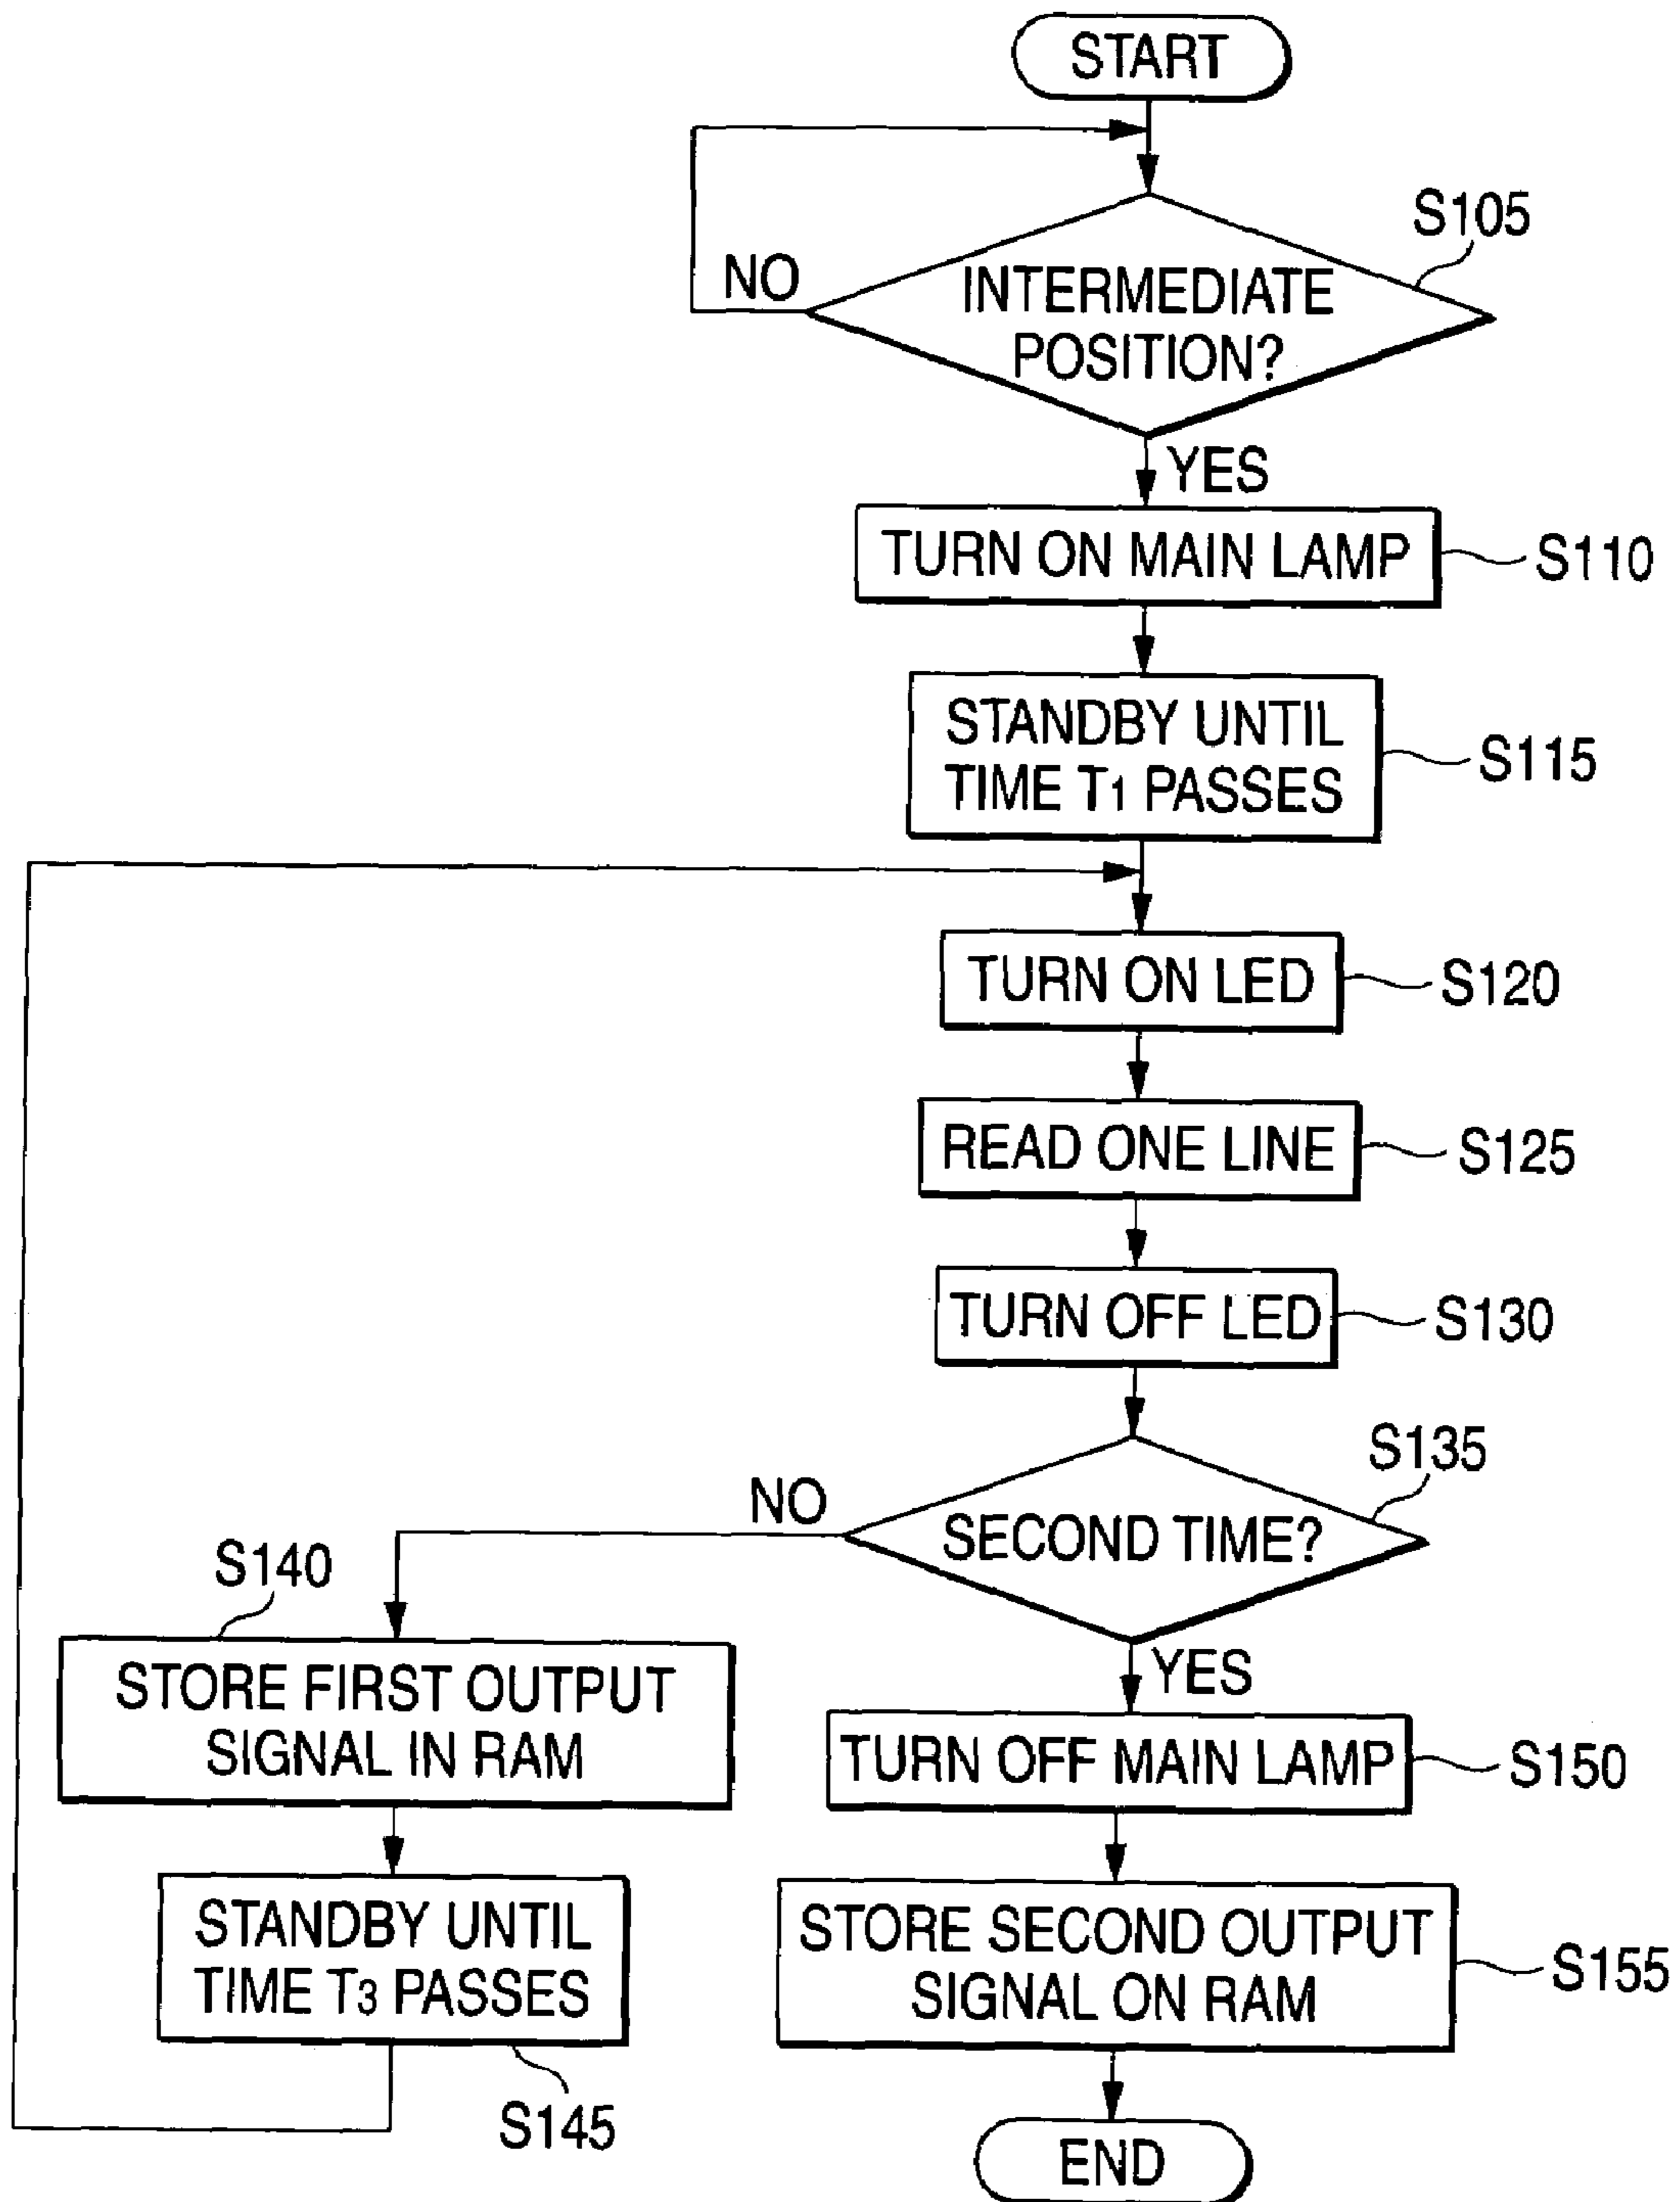 START
S105
NO
INTERMEDIATE
POSITION?
YES
TURN ON MAIN LAMP
S110
STANDBY UNTIL
TIME T1 PASSES
S115
TURN ON LED
S120
READ ONE LINE
S125
TURN OFF LED
S130
S135
NO
SECOND TIME?
S140
STORE FIRST OUTPUT
SIGNAL IN RAM
STANDBY UNTIL
TIME T3 PASSES
S145
YES
TURN OFF MAIN LAMP
S150
STORE SECOND OUTPUT
SIGNAL ON RAM
S155
END